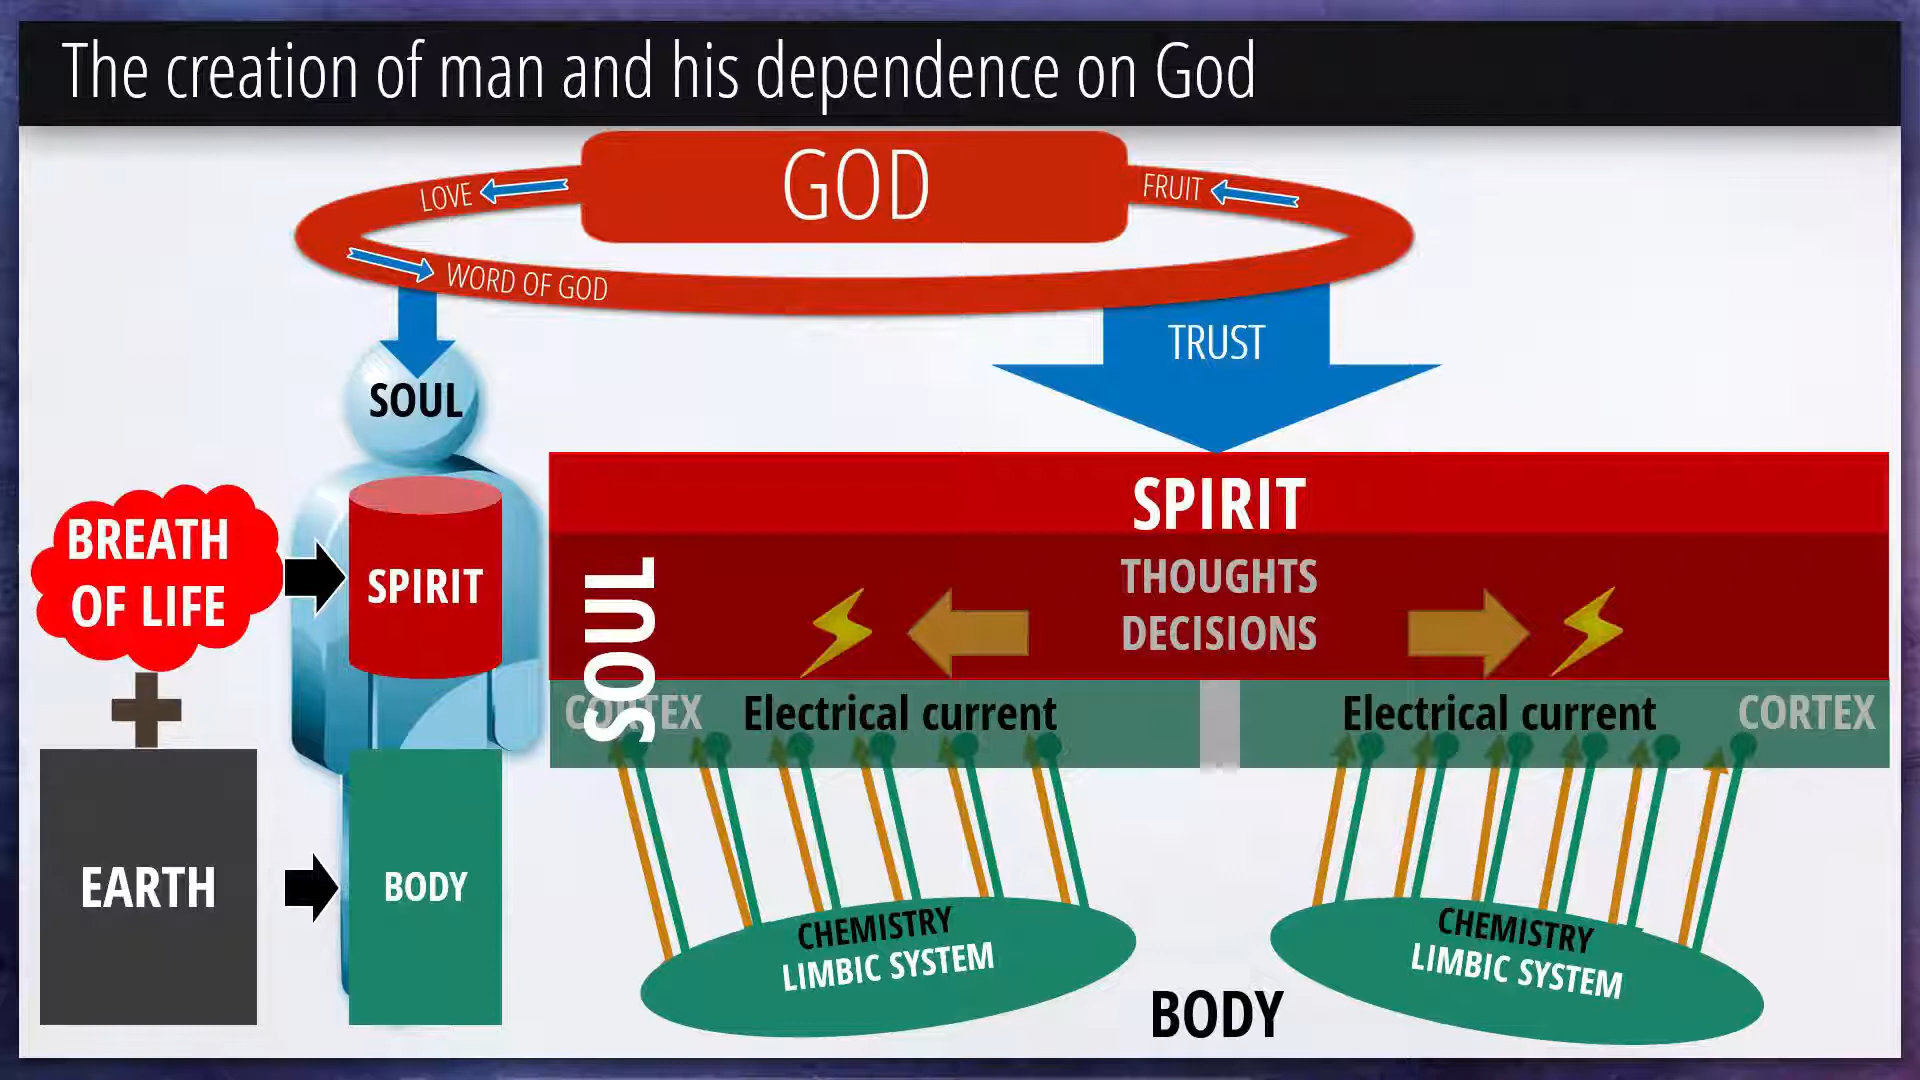 The creation of man and his dependence on God
GOD
LOVE
FRUIT
WORD OF GOD
TRUST
SOUL
SPIRIT
BREATH
OF LIFE
SPIRIT
THOUGHTS
DECISIONS
SOUL
CORTEX
Electrical current
Electrical current
CORTEX
EARTH
BODY
CHEMISTRY
LIMBIC SYSTEM
CHEMISTRY
LIMBIC SYSTEM
BODY